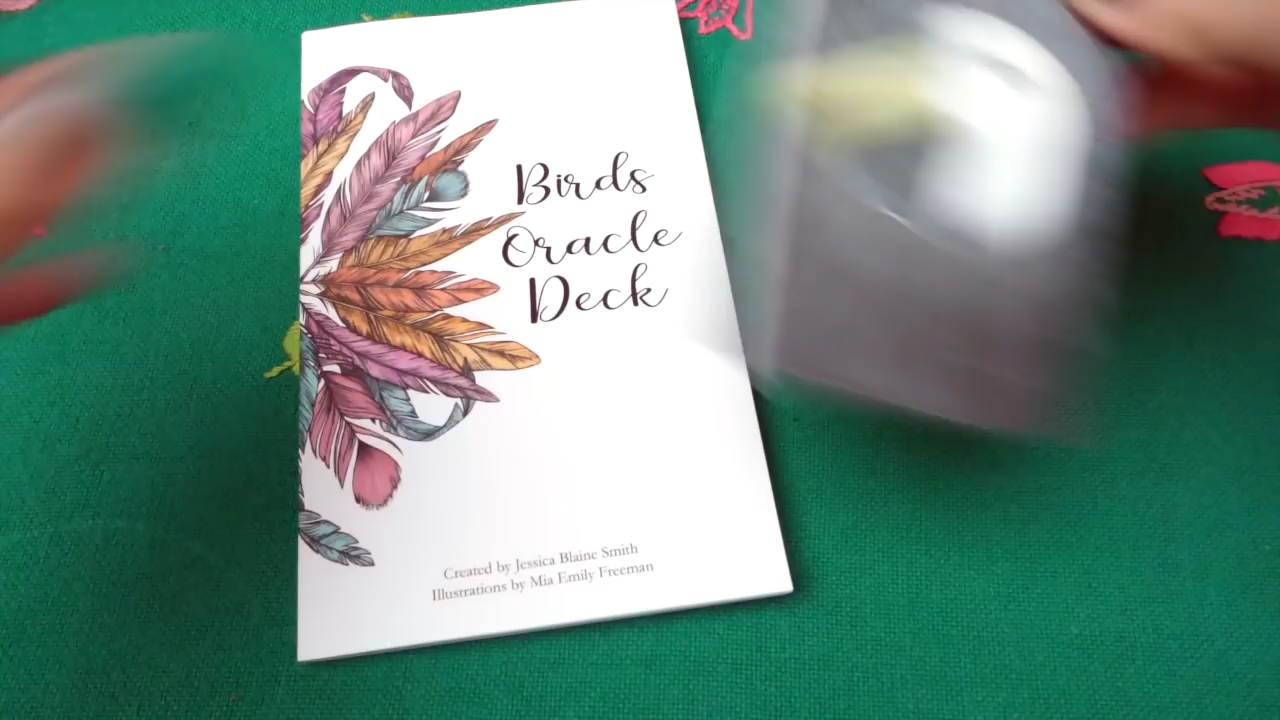 Birds
Oracle
Deck
Created by Jessica Blaine Smith
Illustrations by Mia Emily Freeman